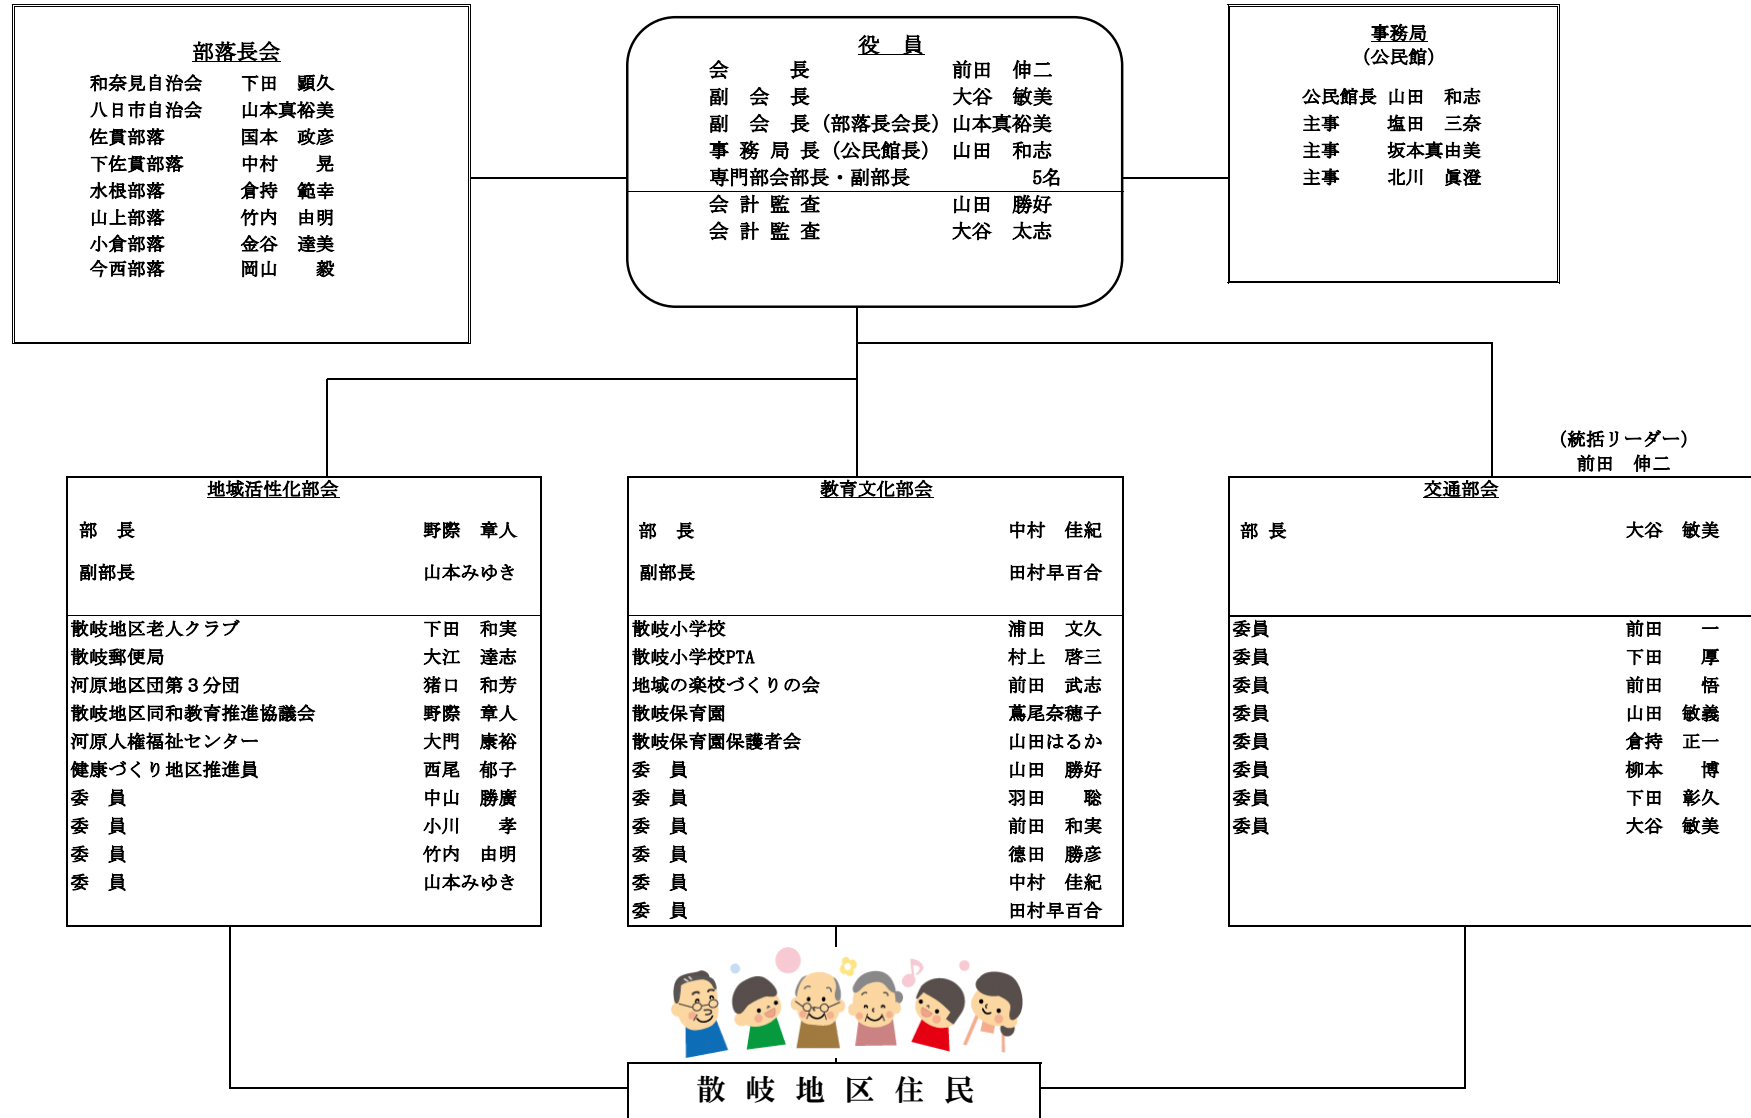 部落長会
和奈見自治会　下田　顕久
八日市自治会　山本真裕美
佐貫部落　国本　政彦
下佐貫部落　中村　晃
水根部落　倉持　範幸
山上部落　竹内　由明
小倉部落　金谷　達美
今西部落　岡山　毅
役　員
会　長　前田　伸二
副　会　長　大谷　敏美
副　会　長（部落長会長）山本真裕美
事 務 局 長（公民館長）　山田　和志
専門部会部長・副部長　5名
会 計 監 査　山田　勝好
会 計 監 査　大谷　太志
事務局
（公民館）
公民館長　山田　和志
主事　塩田　三奈
主事　坂本真由美
主事　北川　眞澄
地域活性化部会
部　長　野際　章人
副部長　山本みゆき
散岐地区老人クラブ　下田　和実
散岐郵便局　大江　達志
河原地区団第３分団　猪口　和芳
散岐地区同和教育推進協議会　野際　章人
河原人権福祉センター　大門　康裕
健康づくり地区推進員　西尾　郁子
委　員　中山　勝廣
委　員　小川　孝
委　員　竹内　由明
委　員　山本みゆき
教育文化部会
部　長　中村　佳紀
副部長　田村早百合
散岐小学校　浦田　文久
散岐小学校PTA　村上　啓三
地域の楽校づくりの会　前田　武志
散岐保育園　蔦尾奈穂子
散岐保育園保護者会　山田はるか
委　員　山田　勝好
委　員　羽田　聡
委　員　前田　和実
委　員　德田　勝彦
委　員　中村　佳紀
委　員　田村早百合
（統括リーダー）
前田　伸二
交通部会
部 長　大谷　敏美
委員　前田　一
委員　下田　厚
委員　前田　悟
委員　山田　敏義
委員　倉持　正一
委員　柳本　博
委員　下田　彰久
委員　大谷　敏美
散 岐 地 区 住 民